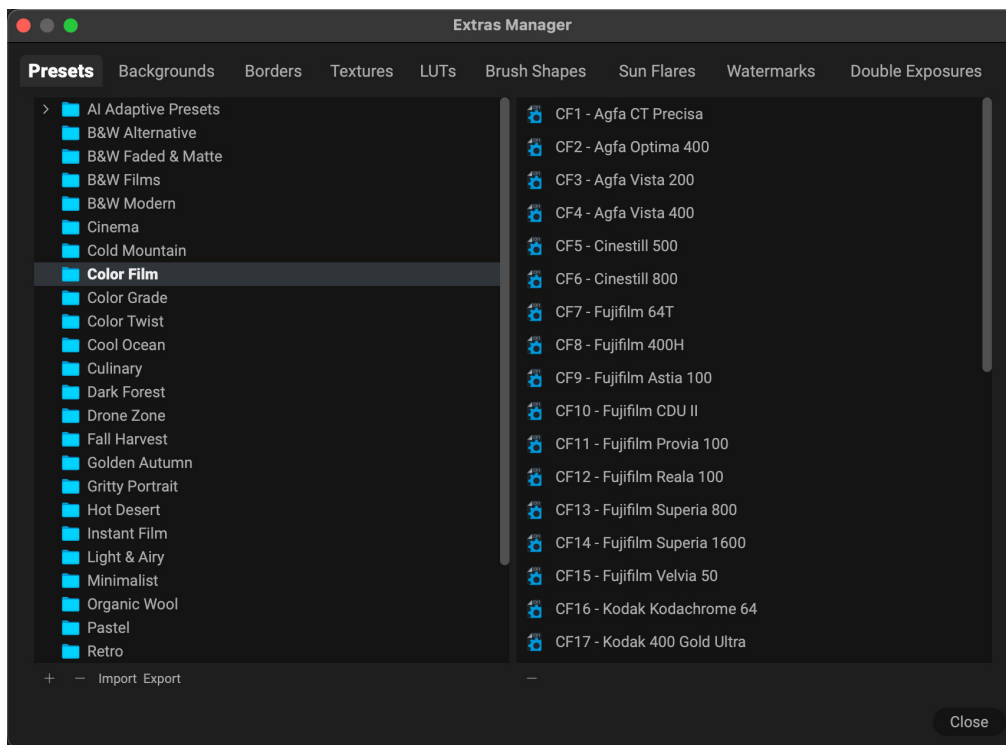 Extras Manager
Presets Backgrounds Borders Textures LUTs Brush Shapes Sun Flares Watermarks Double Exposures
AI Adaptive Presets
B&W Alternative
B&W Faded & Matte
B&W Films
B&W Modern
Cinema
Cold Mountain
Color Film
Color Grade
Color Twist
Cool Ocean
Culinary
Dark Forest
Drone Zone
Fall Harvest
Golden Autumn
Gritty Portrait
Hot Desert
Instant Film
Light & Airy
Minimalist
Organic Wool
Pastel
Retro
+ − Import Export
CF1 - Agfa CT Precisa
CF2 - Agfa Optima 400
CF3 - Agfa Vista 200
CF4 - Agfa Vista 400
CF5 - Cinestill 500
CF6 - Cinestill 800
CF7 - Fujifilm 64T
CF8 - Fujifilm 400H
CF9 - Fujifilm Astia 100
CF10 - Fujifilm CDU II
CF11 - Fujifilm Provia 100
CF12 - Fujifilm Reala 100
CF13 - Fujifilm Superia 800
CF14 - Fujifilm Superia 1600
CF15 - Fujifilm Velvia 50
CF16 - Kodak Kodachrome 64
CF17 - Kodak 400 Gold Ultra
−
Close